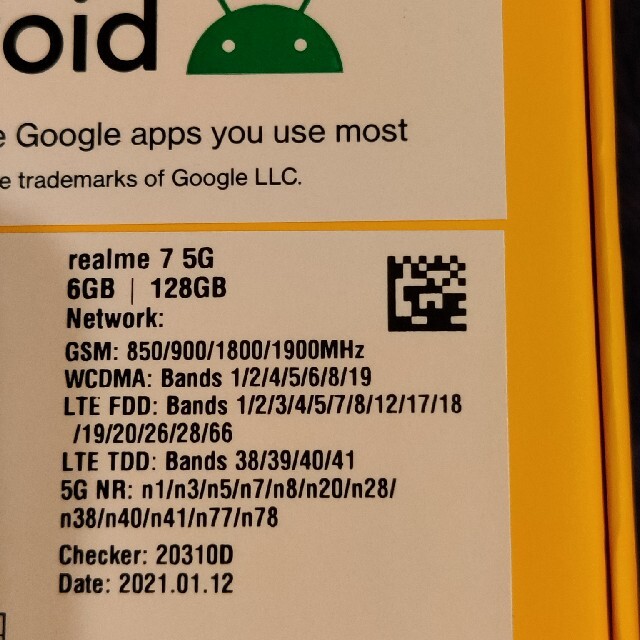 oid
e Google apps you use most
e trademarks of Google LLC.
realme 7 5G
6GB | 128GB
Network:
GSM: 850/900/1800/1900MHz
WCDMA: Bands 1/2/4/5/6/8/19
LTE FDD: Bands 1/2/3/4/5/7/8/12/17/18
/19/20/26/28/66
LTE TDD: Bands 38/39/40/41
5G NR: n1/n3/n5/n7/n8/n20/n28/
n38/n40/n41/n77/n78
Checker: 20310D
Date: 2021.01.12